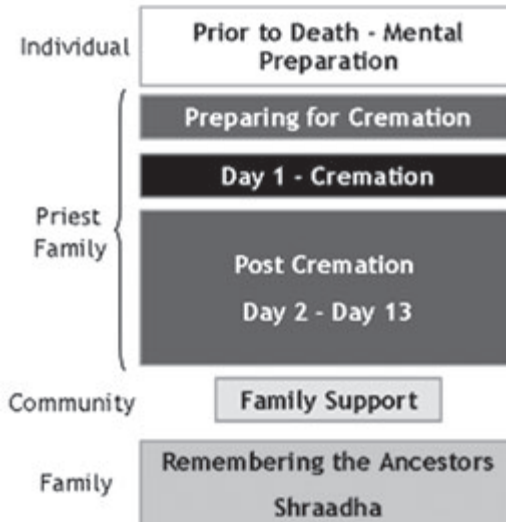 Individual
Prior to Death - Mental
Preparation
Preparing for Cremation
Day 1 - Cremation
Priest
Family
Post Cremation
Day 2 - Day 13
Community
Family Support
Family
Remembering the Ancestors
Shraadha